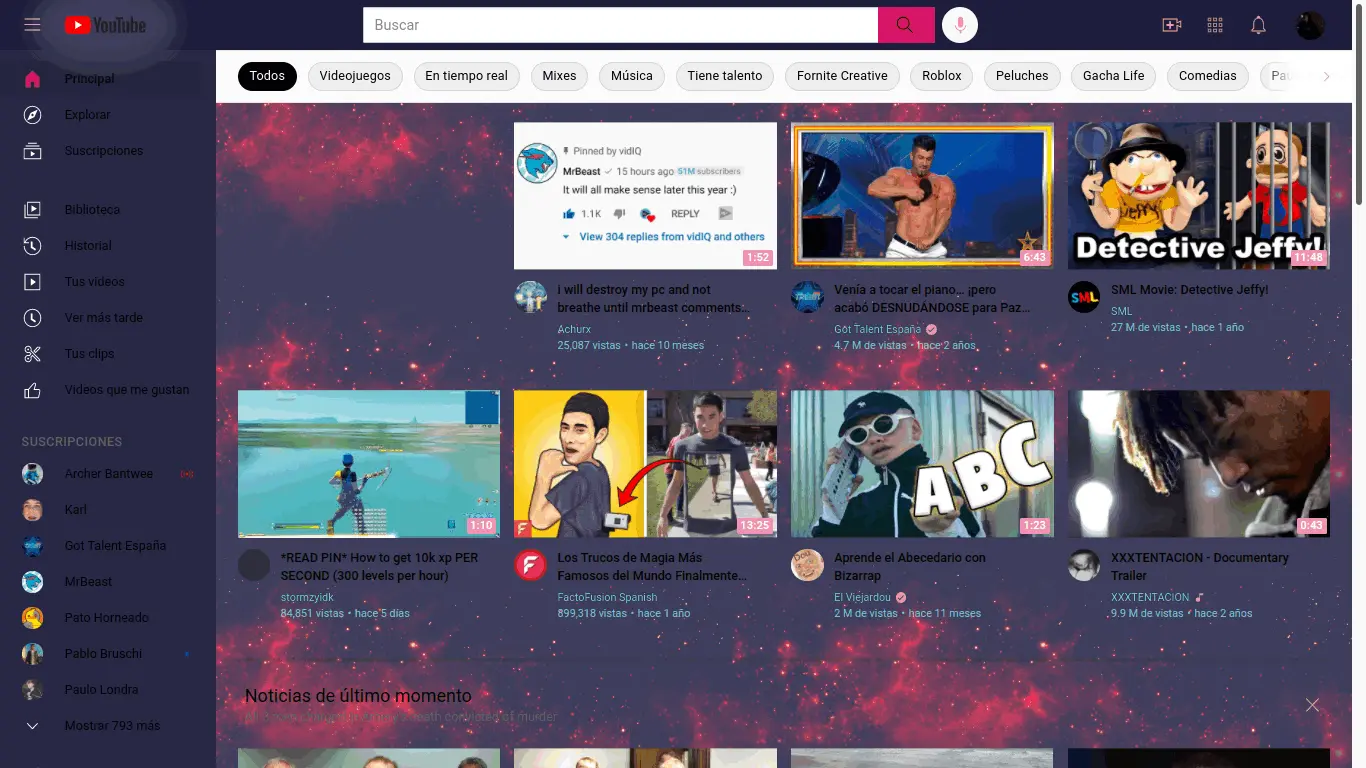 YouTube
Buscar
Principal
Explorar
Suscripciones
Biblioteca
Historial
Tus videos
Ver más tarde
Tus clips
Videos que me gustan
SUSCRIPCIONES
Archer Bantwee
Karl
Got Talent España
MrBeast
Pato Horneado
Pablo Bruschi
Paulo Londra
Mostrar 793 más
Todos Videojuegos En tiempo real Mixes Música Tiene talento Fornite Creative Roblox Peluches Gacha Life Comedias
Pinned by vidIQ
MrBeast 15 hours ago 51M subscribers
It will all make sense later this year :)
1.1K REPLY
View 304 replies from vidIQ and others
1:52
i will destroy my pc and not
breathe until mrbeast comments...
Achurx
25,087 vistas • hace 10 meses
6:43
Venía a tocar el piano... ¡pero
acabó DESNUDÁNDOSE para Paz...
Got Talent España
4.7 M de vistas • hace 2 años
JEFFY
Detective Jeffy!
11:48
SML
SML Movie: Detective Jeffy!
SML
27 M de vistas • hace 1 año
1:10
*READ PIN* How to get 10k xp PER
SECOND (300 levels per hour)
stormzyidk
84,851 vistas • hace 5 días
F
13:25
F
Los Trucos de Magia Más
Famosos del Mundo Finalmente...
FactoFusion Spanish
899,318 vistas • hace 1 año
ABC
1:23
Aprende el Abecedario con
Bizarrap
El Viejardou
2 M de vistas • hace 11 meses
0:43
XXXTENTACION - Documentary
Trailer
XXXTENTACION
9.9 M de vistas • hace 2 años
Noticias de último momento
death convicted of murder